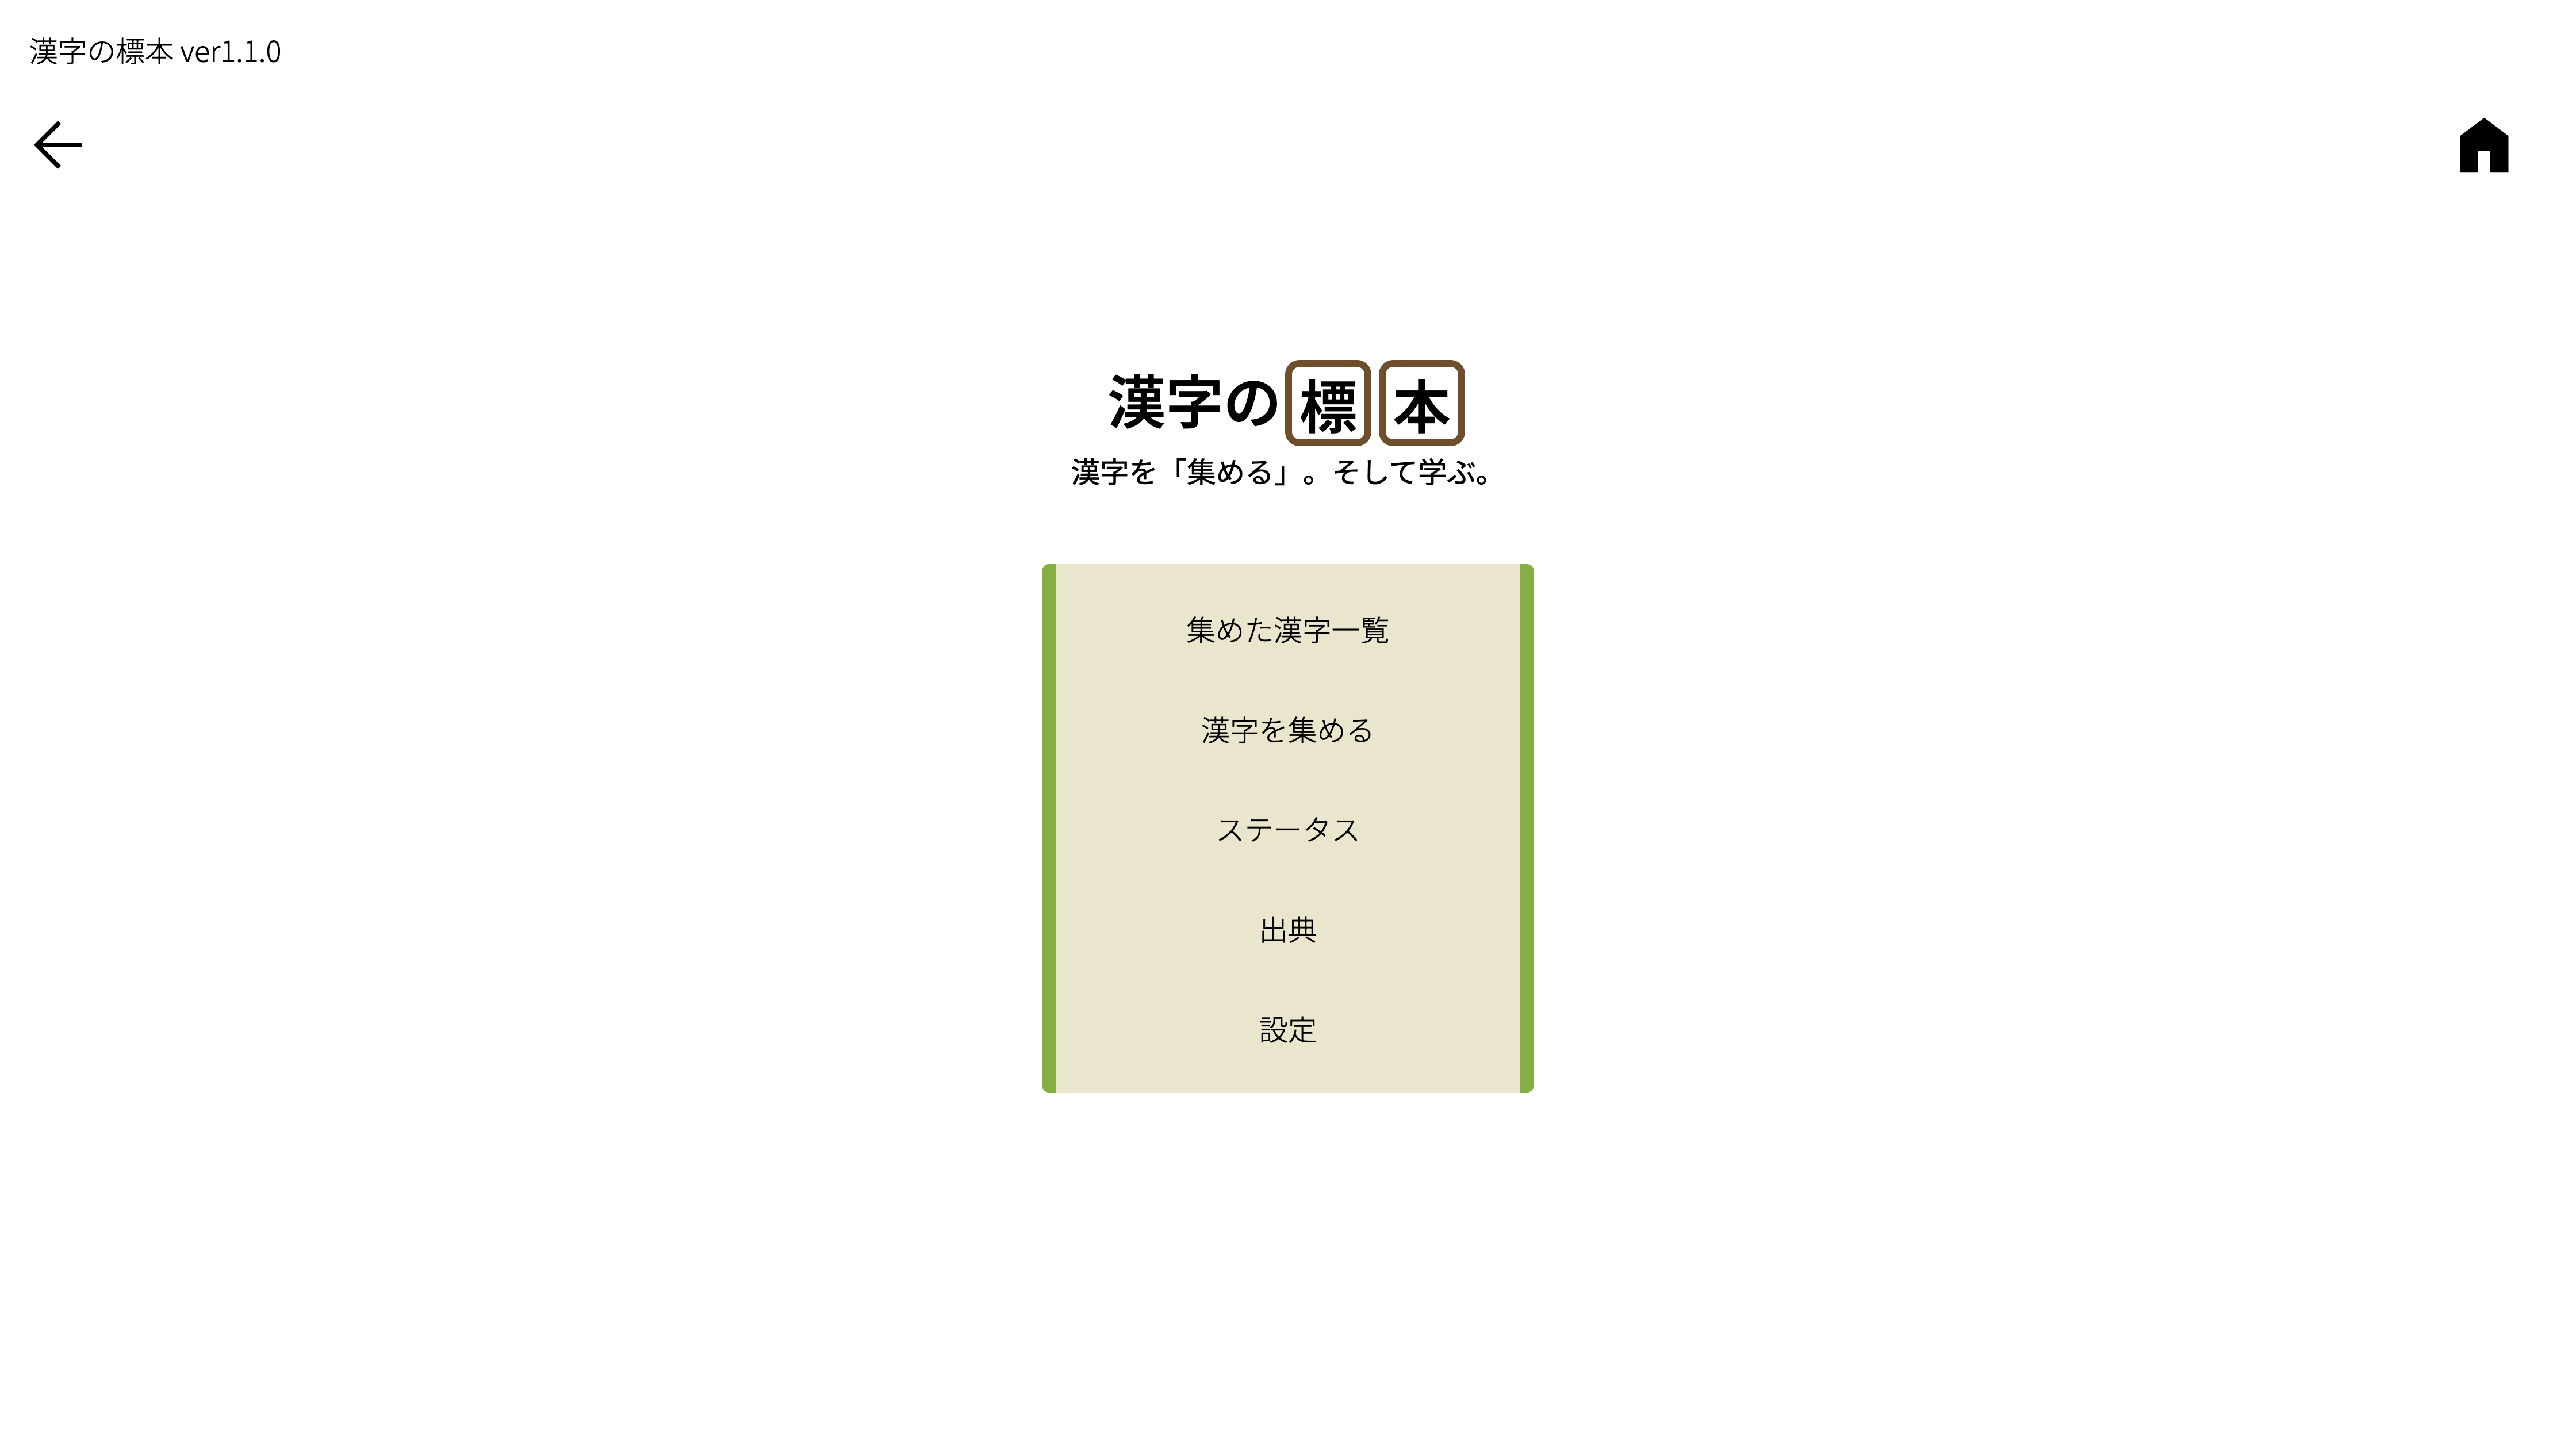 漢字の標本 ver1.1.0
漢字の標本
漢字を「集める」。そして学ぶ。
集めた漢字一覧
漢字を集める
ステータス
出典
設定